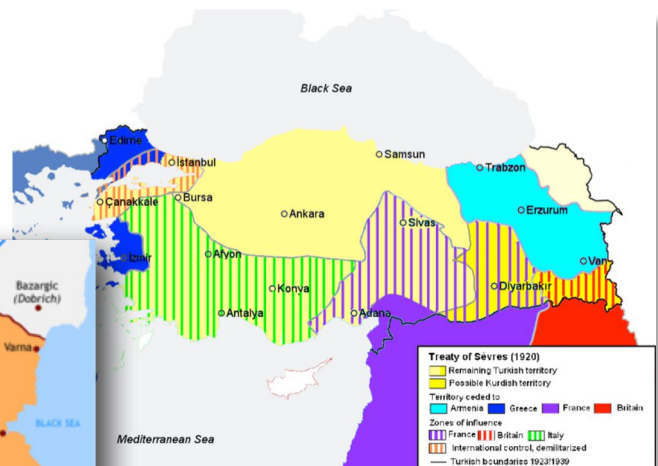 Black Sea
Edirne
Istanbul
Samsun
Trabzon
Çanakkale
Bursa
Ankara
Sivas
Erzurum
Izmir
Afyon
Van
Konya
Diyarbakır
Antalya
Adana
Mediterranean Sea
Bazargic
(Dobrich)
Varna
BLACK SEA
Treaty of Sèvres (1920)
Remaining Turkish territory
Possible Kurdish territory
Territory ceded to
Armenia Greece France Britain
Zones of influence
France Britain Italy
International control, demilitarized
Turkish boundaries 1923/1939